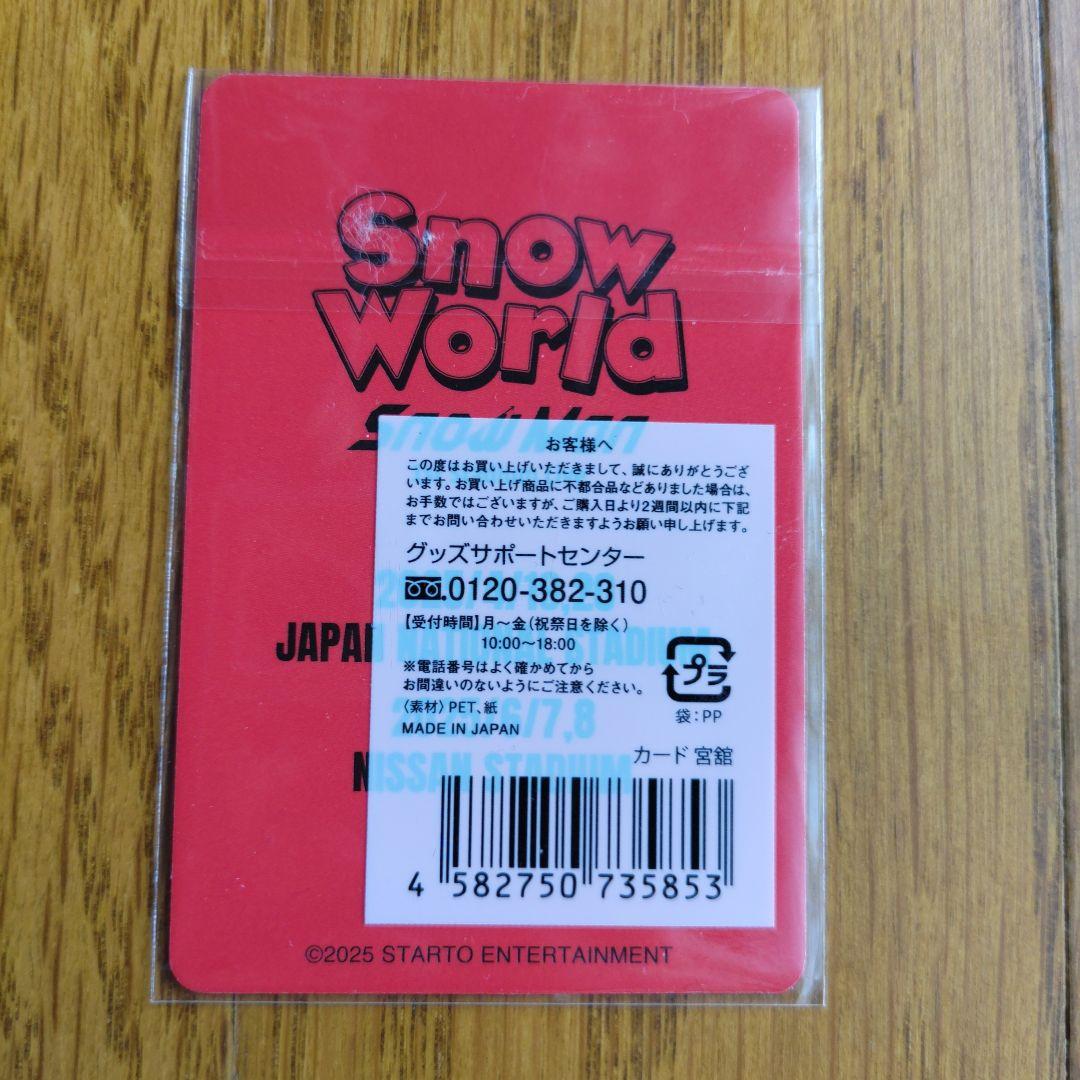 Snow
World
Snow Man
お客様へ
この度はお買い上げいただきまして、誠にありがとうござ
います。お買い上げ商品に不都合品などありました場合は、
お手数ではございますが、ご購入日より2週間以内に下記
までお問い合わせいただきますようお願い申し上げます。
グッズサポートセンター
0120-382-310
【受付時間】月〜金(祝祭日を除く)
10:00〜18:00
JAPAN NATIONAL STADIUM
※電話番号はよく確かめてから
お間違いのないようにご注意ください。
〈素材〉PET、紙
MADE IN JAPAN
プラ
袋:PP
2025/6/7,8
NISSAN STADIUM
カード 宮舘
4 582750 735853
©2025 STARTO ENTERTAINMENT